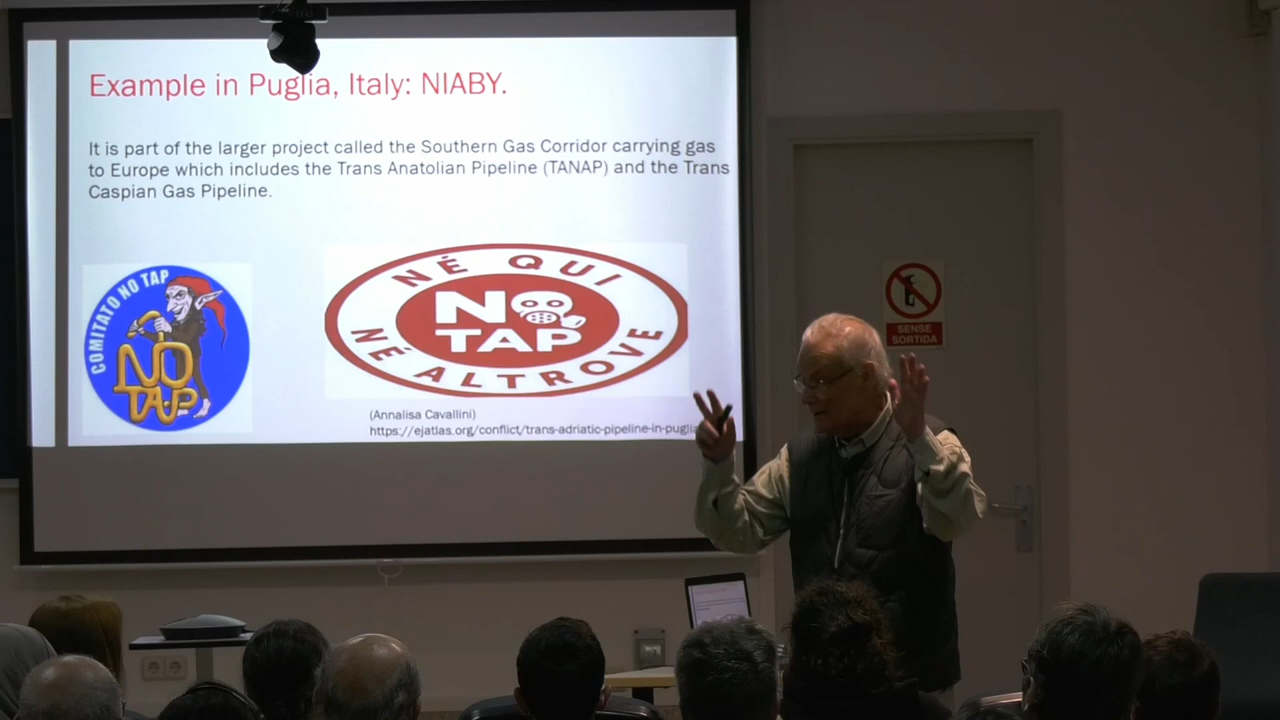 Example in Puglia, Italy: NIABY.
It is part of the larger project called the Southern Gas Corridor carrying gas
to Europe which includes the Trans Anatolian Pipeline (TANAP) and the Trans
Caspian Gas Pipeline.
COMITATO NO TAP
NO
TAP
NÉ QUI
NO
TAP
NÉ ALTROVE
(Annalisa Cavallini)
https://ejatlas.org/conflict/trans-adriatic-pipeline-in-puglia
SENSE
SORTIDA